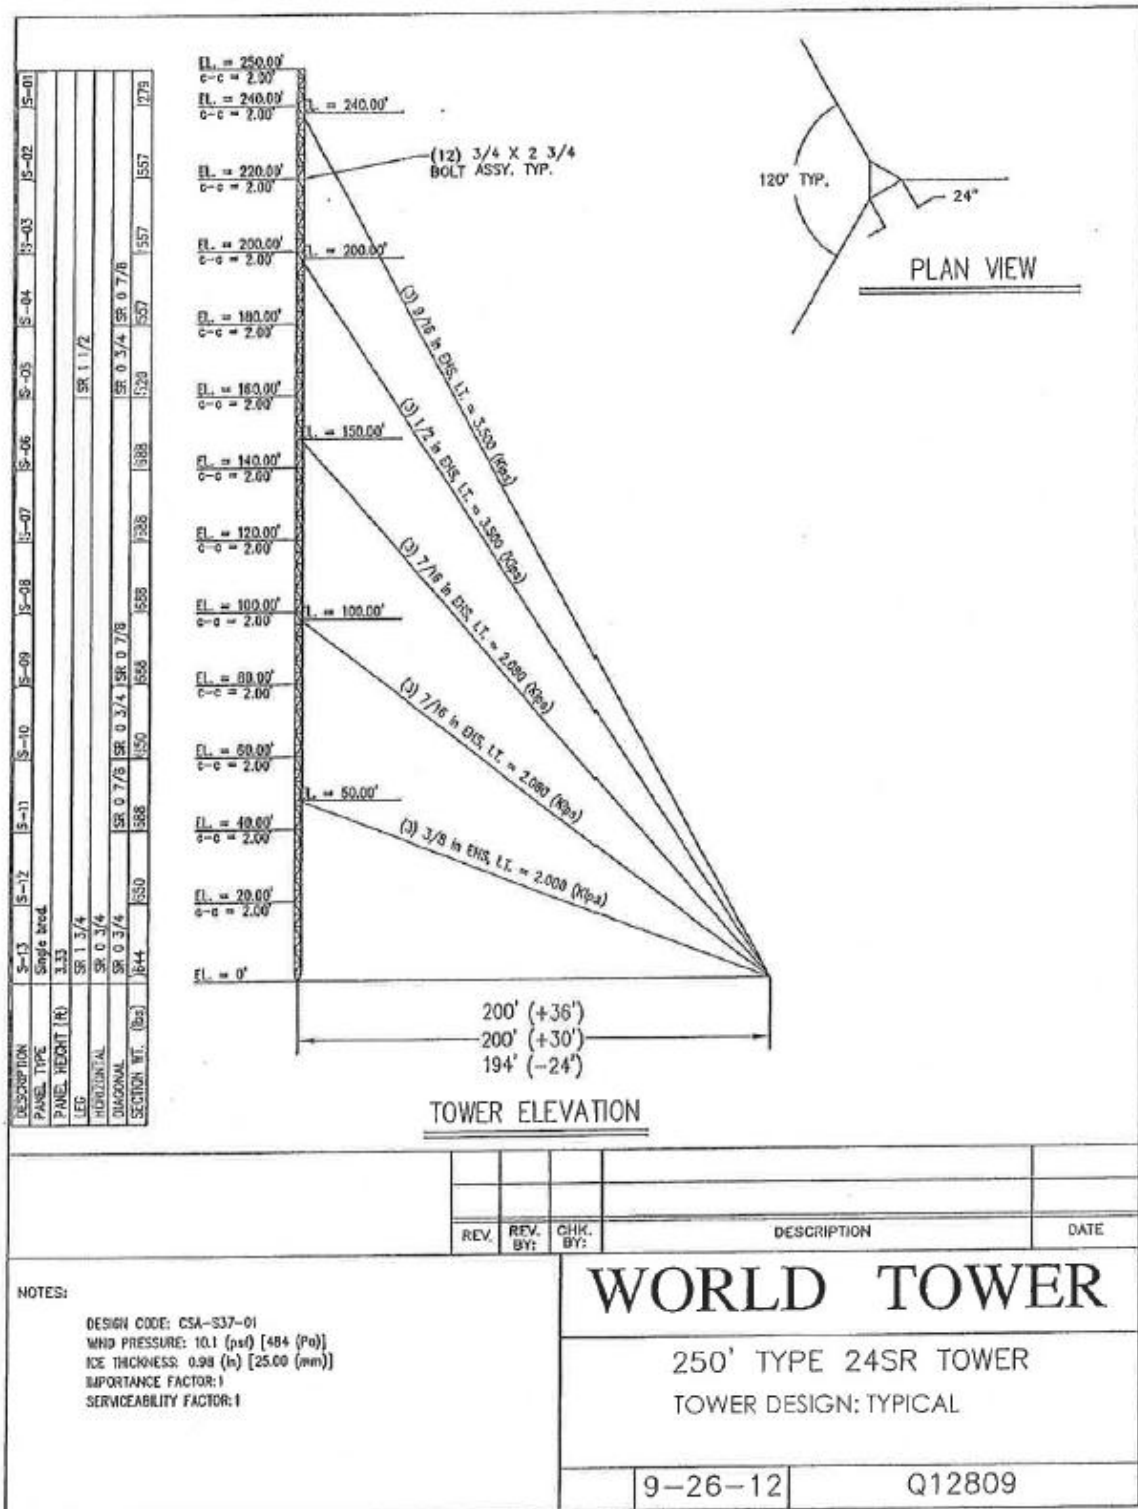 EL. = 250.00'
c-c = 2.00'
EL. = 240.00'
c-c = 2.00'
EL. = 240.00'
(12) 3/4 X 2 3/4
BOLT ASSY. TYP.
EL. = 220.00'
c-c = 2.00'
EL. = 200.00'
c-c = 2.00'
EL. = 200.00'
EL. = 180.00'
c-c = 2.00'
EL. = 160.00'
c-c = 2.00'
EL. = 150.00'
EL. = 140.00'
c-c = 2.00'
EL. = 120.00'
c-c = 2.00'
EL. = 100.00'
c-c = 2.00'
EL. = 100.00'
EL. = 80.00'
c-c = 2.00'
EL. = 60.00'
c-c = 2.00'
EL. = 50.00'
EL. = 40.00'
c-c = 2.00'
EL. = 20.00'
c-c = 2.00'
EL. = 0'
(3) 9/16 in EHS, I.T. = 3.500 (Kips)
(3) 1/2 in EHS, I.T. = 3.500 (Kips)
(3) 7/16 in EHS, I.T. = 2.080 (Kips)
(3) 7/16 in EHS, I.T. = 2.080 (Kips)
(3) 3/8 in EHS, I.T. = 2.000 (Kips)
200' (+36')
200' (+30')
194' (-24')
TOWER ELEVATION
120' TYP.
24"
PLAN VIEW
DESCRIPTION S-13 S-12 S-11 S-10 S-09 S-08 S-07 S-06 S-05 S-04 S-03 S-02 S-01
PANEL TYPE Single brcd.
PANEL HEIGHT (ft) 3.33
LEG SR 1 3/4 SR 1 1/2
HORIZONTAL SR 0 3/4
DIAGONAL SR 0 3/4 SR 0 7/8 SR 0 3/4 SR 0 7/8 SR 0 3/4 SR 0 7/8
SECTION WT. (lbs)
REV.
REV. BY:
CHK. BY:
DESCRIPTION
DATE
NOTES:
DESIGN CODE: CSA-S37-01
WIND PRESSURE: 10.1 (psf) [484 (Pa)]
ICE THICKNESS: 0.98 (in) [25.00 (mm)]
IMPORTANCE FACTOR:1
SERVICEABILITY FACTOR:1
WORLD TOWER
250' TYPE 24SR TOWER
TOWER DESIGN: TYPICAL
9-26-12
Q12809